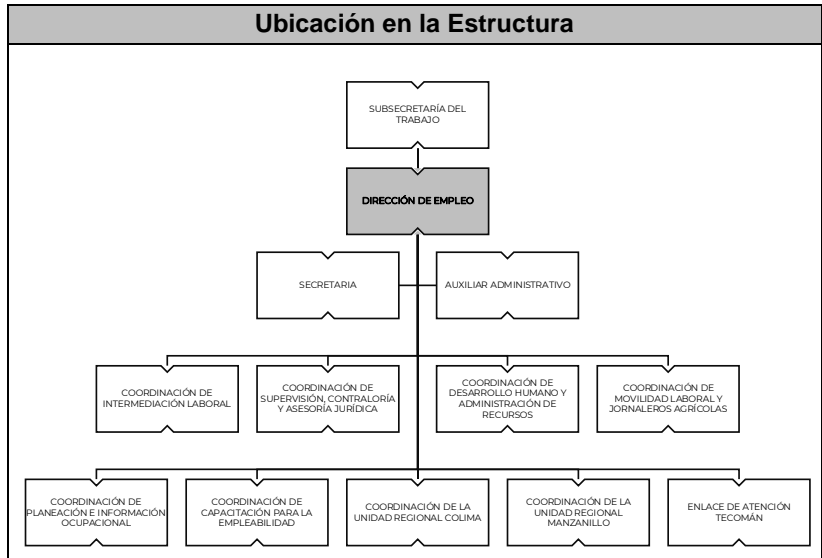 Ubicación en la Estructura
SUBSECRETARÍA DEL
TRABAJO
DIRECCIÓN DE EMPLEO
SECRETARIA
AUXILIAR ADMINISTRATIVO
COORDINACIÓN DE
INTERMEDIACIÓN LABORAL
COORDINACIÓN DE
SUPERVISIÓN, CONTRALORÍA
Y ASESORÍA JURÍDICA
COORDINACIÓN DE
DESARROLLO HUMANO Y
ADMINISTRACIÓN DE
RECURSOS
COORDINACIÓN DE
MOVILIDAD LABORAL Y
JORNALEROS AGRÍCOLAS
COORDINACIÓN DE
PLANEACIÓN E INFORMACIÓN
OCUPACIONAL
COORDINACIÓN DE
CAPACITACIÓN PARA LA
EMPLEABILIDAD
COORDINACIÓN DE LA
UNIDAD REGIONAL COLIMA
COORDINACIÓN DE LA
UNIDAD REGIONAL
MANZANILLO
ENLACE DE ATENCIÓN
TECOMÁN